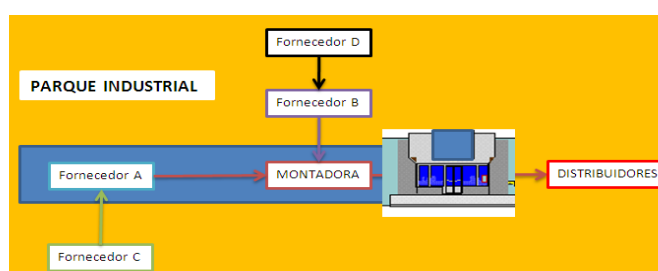 Fornecedor D
PARQUE INDUSTRIAL
Fornecedor B
Fornecedor A
MONTADORA
DISTRIBUIDORES
Fornecedor C